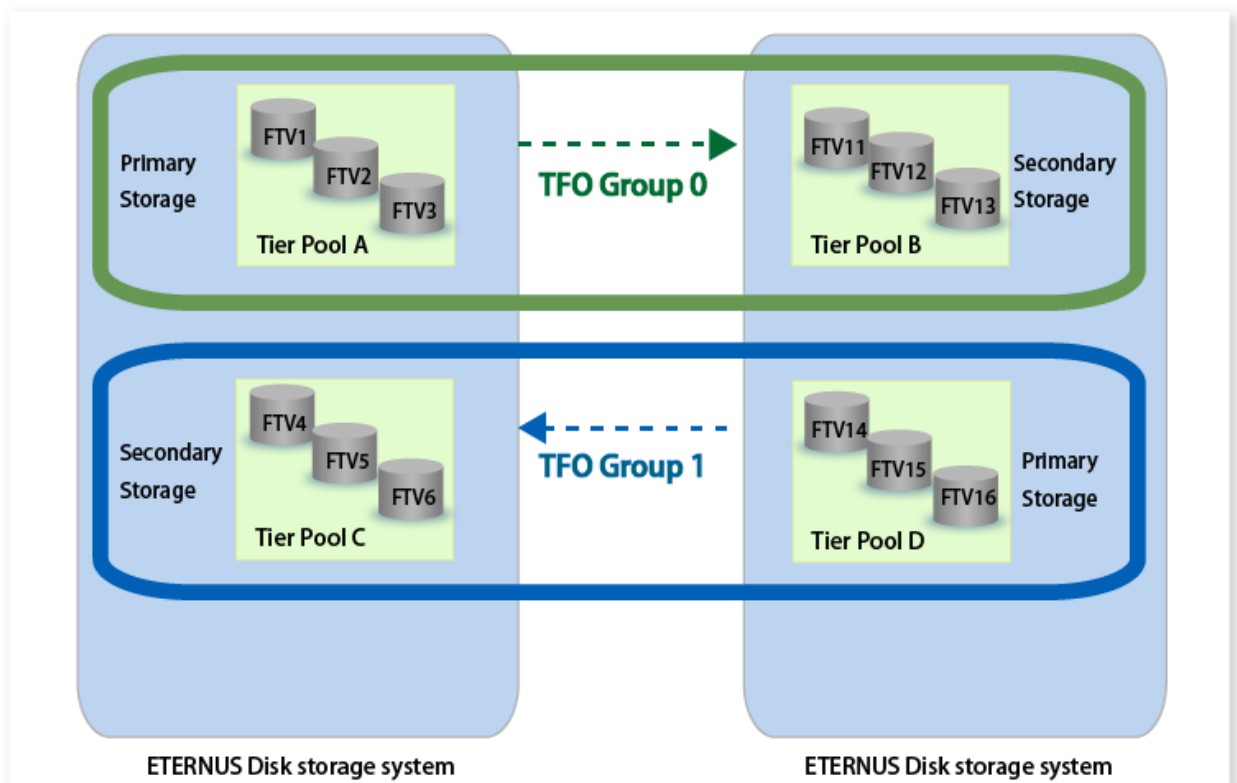 FTV1
FTV2
FTV3
Primary
Storage
Tier Pool A
TFO Group 0
FTV11
FTV12
FTV13
Secondary
Storage
Tier Pool B
FTV4
FTV5
FTV6
Secondary
Storage
Tier Pool C
TFO Group 1
FTV14
FTV15
FTV16
Primary
Storage
Tier Pool D
ETERNUS Disk storage system
ETERNUS Disk storage system